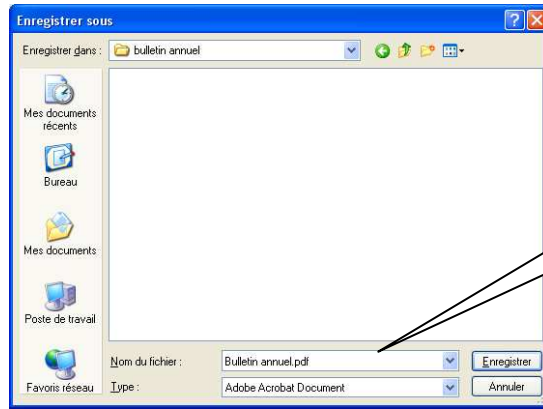 Enregistrer sous
Enregistrer dans : bulletin annuel
Mes documents
récents
Bureau
Mes documents
Poste de travail
Favoris réseau
Nom du fichier : Bulletin annuel.pdf Enregistrer
Type : Adobe Acrobat Document Annuler